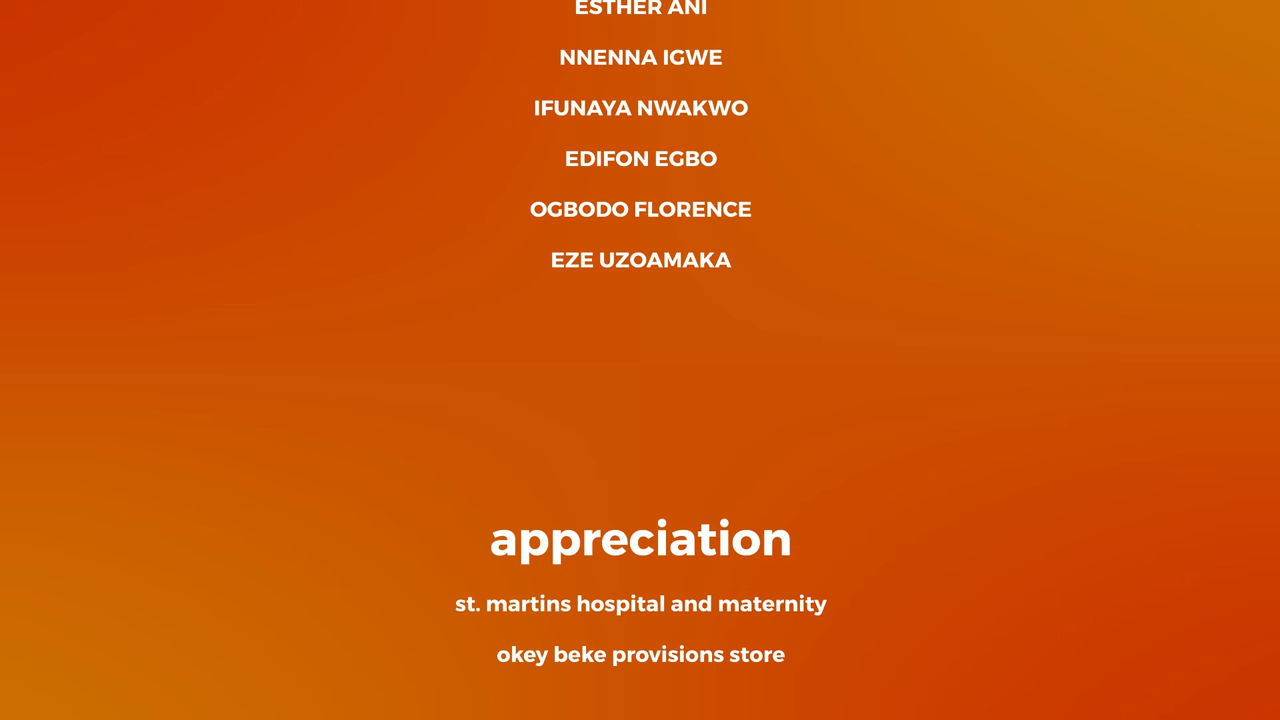 ESTHER ANI
NNENNA IGWE
IFUNAYA NWAKWO
EDIFON EGBO
OGBODO FLORENCE
EZE UZOAMAKA
appreciation
st. martins hospital and maternity
okey beke provisions store